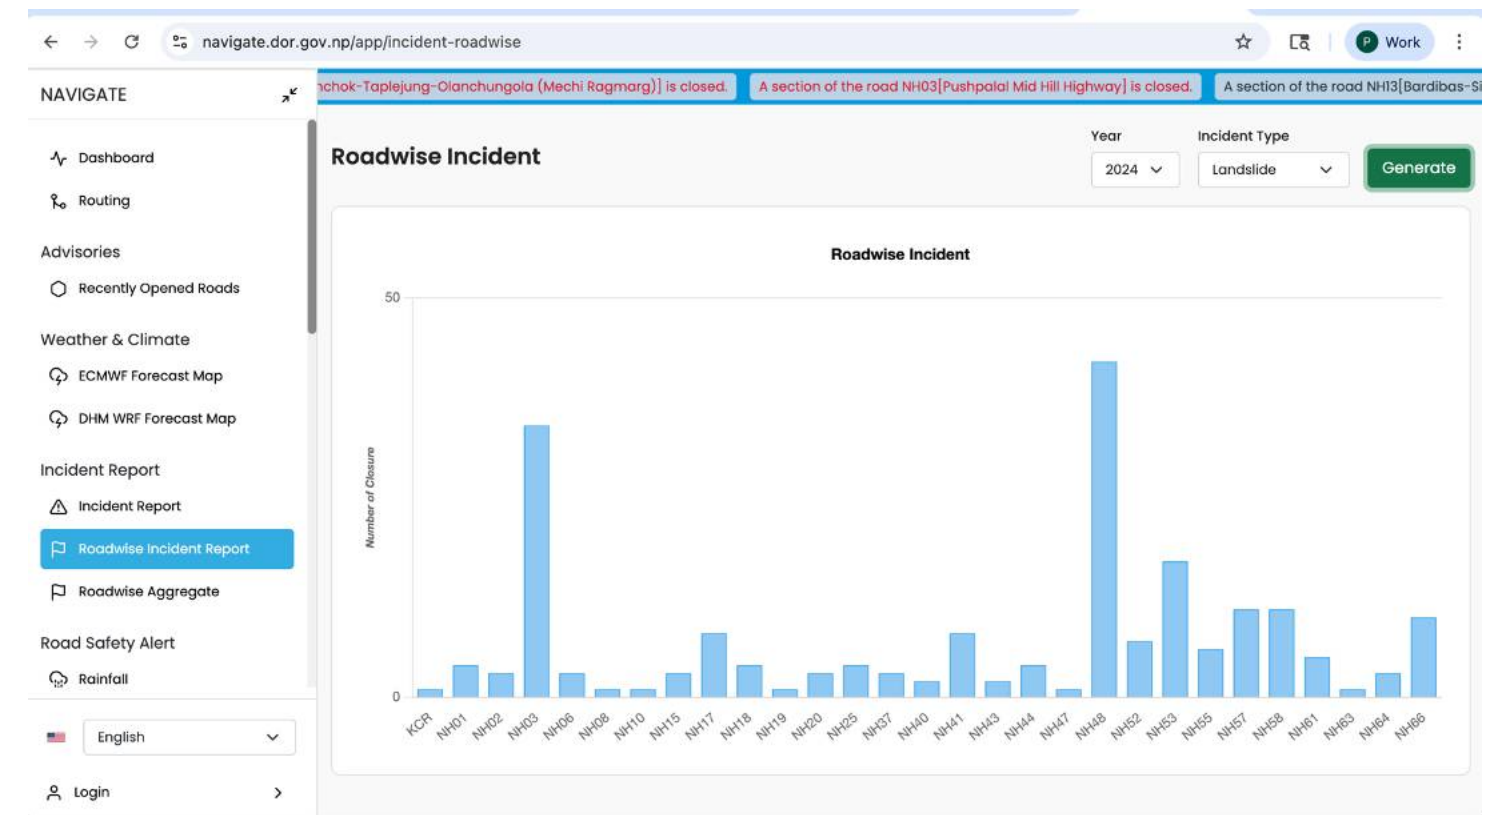 navigate.dor.gov.np/app/incident-roadwise
Work
NAVIGATE
nchok-Taplejung-Olanchungola (Mechi Ragmarg)] is closed.
A section of the road NH03[Pushpalal Mid Hill Highway] is closed.
A section of the road NH13[Bardibas-Si
Dashboard
Routing
Advisories
Recently Opened Roads
Weather & Climate
ECMWF Forecast Map
DHM WRF Forecast Map
Incident Report
Incident Report
Roadwise Incident Report
Roadwise Aggregate
Road Safety Alert
Rainfall
English
Login
Roadwise Incident
Year
2024
Incident Type
Landslide
Generate
Roadwise Incident
Number of Closure
50
0
KCR
NH01
NH02
NH03
NH06
NH08
NH10
NH15
NH17
NH18
NH19
NH20
NH25
NH37
NH40
NH41
NH43
NH44
NH47
NH48
NH52
NH53
NH55
NH57
NH58
NH61
NH63
NH64
NH66